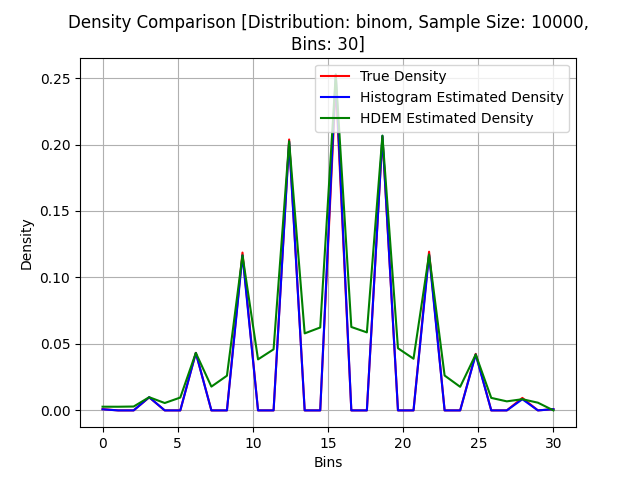 Density Comparison [Distribution: binom, Sample Size: 10000,
Bins: 30]
True Density
Histogram Estimated Density
HDEM Estimated Density
Density
0.25
0.20
0.15
0.10
0.05
0.00
0 5 10 15 20 25 30
Bins